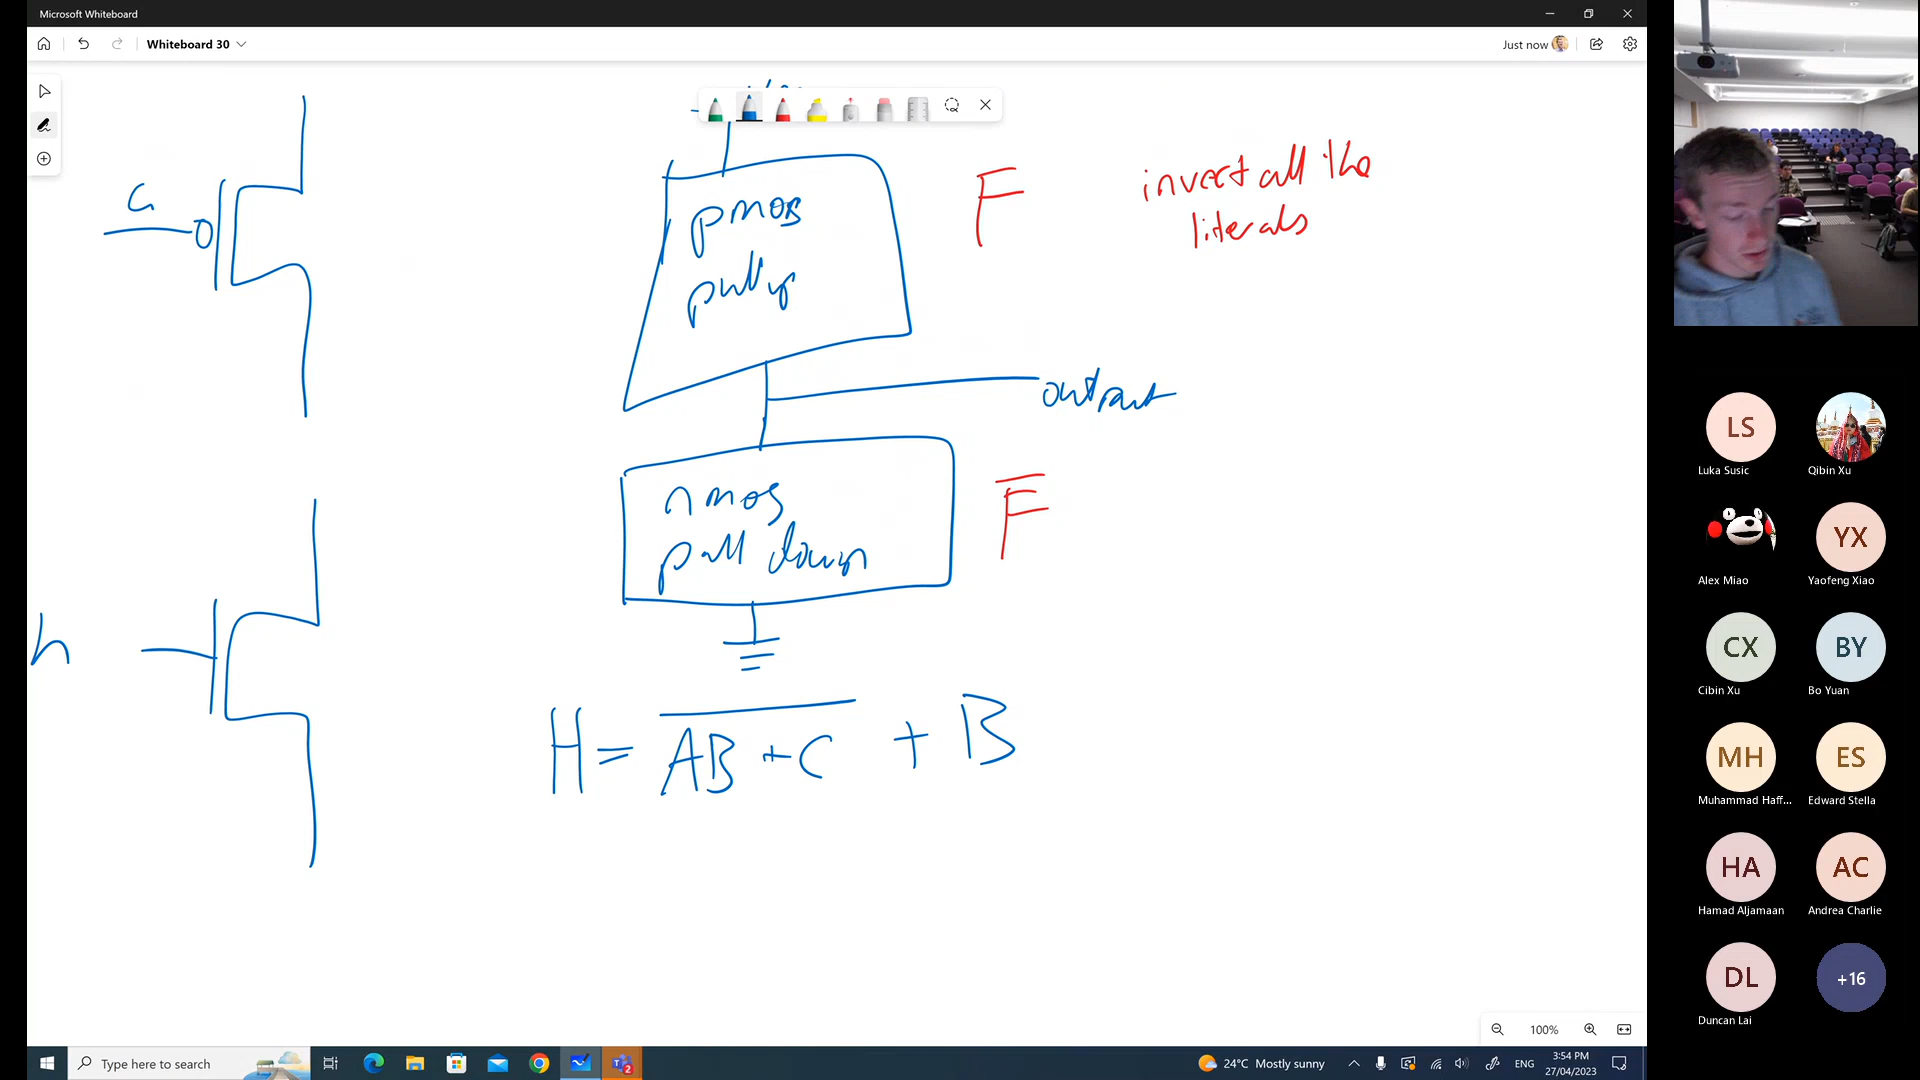 Microsoft Whiteboard
Whiteboard 30
Just now
pmos
pull up
F
invert all the
literals
output
nmos
pull down
F̅
h
H = \overline{AB + C} + B
LS
Luka Susic
Qibin Xu
Alex Miao
YX
Yaofeng Xiao
CX
Cibin Xu
BY
Bo Yuan
MH
Muhammad Haff...
ES
Edward Stella
HA
Hamad Aljamaan
AC
Andrea Charlie
DL
Duncan Lai
+16
100%
Type here to search
2
24°C Mostly sunny
ENG
3:54 PM
27/04/2023